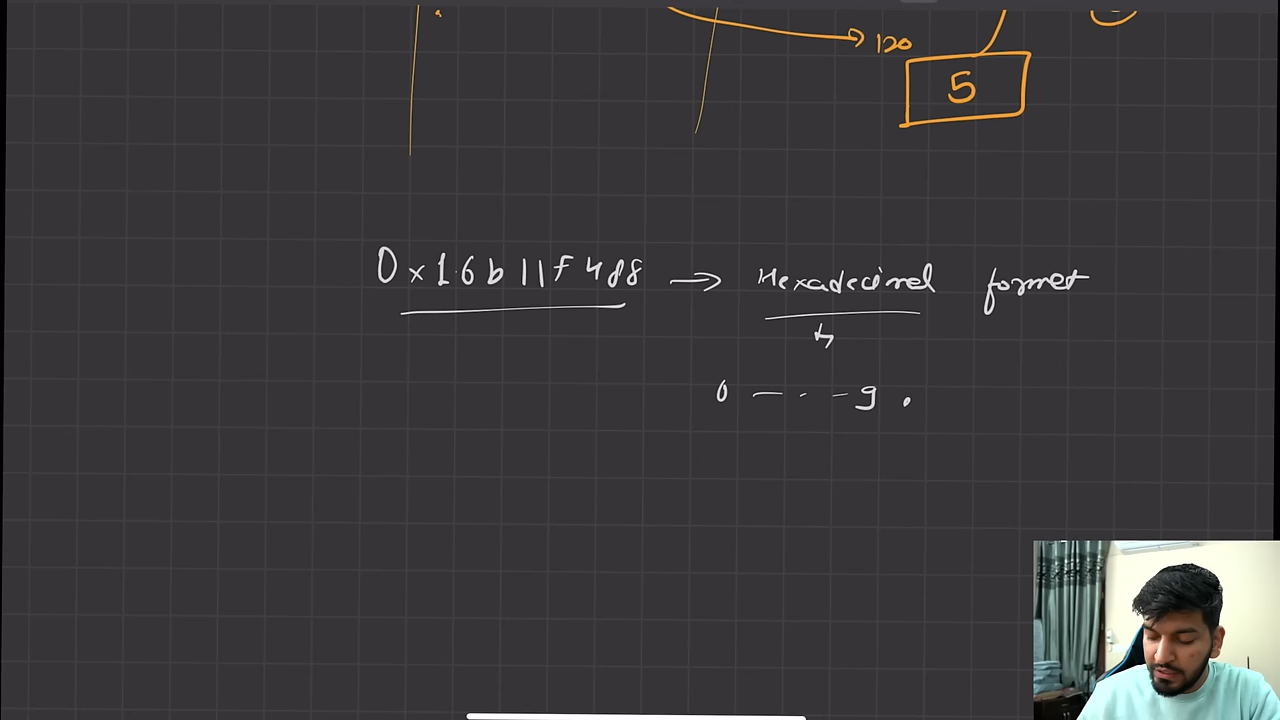 120
5
0x16b11f488 → Hexadecimal format
0 — · - 9 .